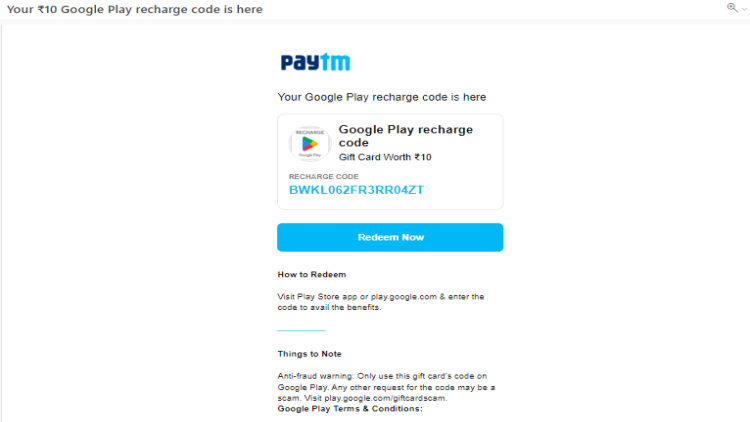 Your ₹10 Google Play recharge code is here
paytm
Your Google Play recharge code is here
RECHARGE
Google Play
Google Play recharge
code
Gift Card Worth ₹10
RECHARGE CODE
BWKL062FR3RR04ZT
Redeem Now
How to Redeem
Visit Play Store app or play.google.com & enter the
code to avail the benefits.
Things to Note
Anti-fraud warning: Only use this gift card's code on
Google Play. Any other request for the code may be a
scam. Visit play.google.com/giftcardscam.
Google Play Terms & Conditions: